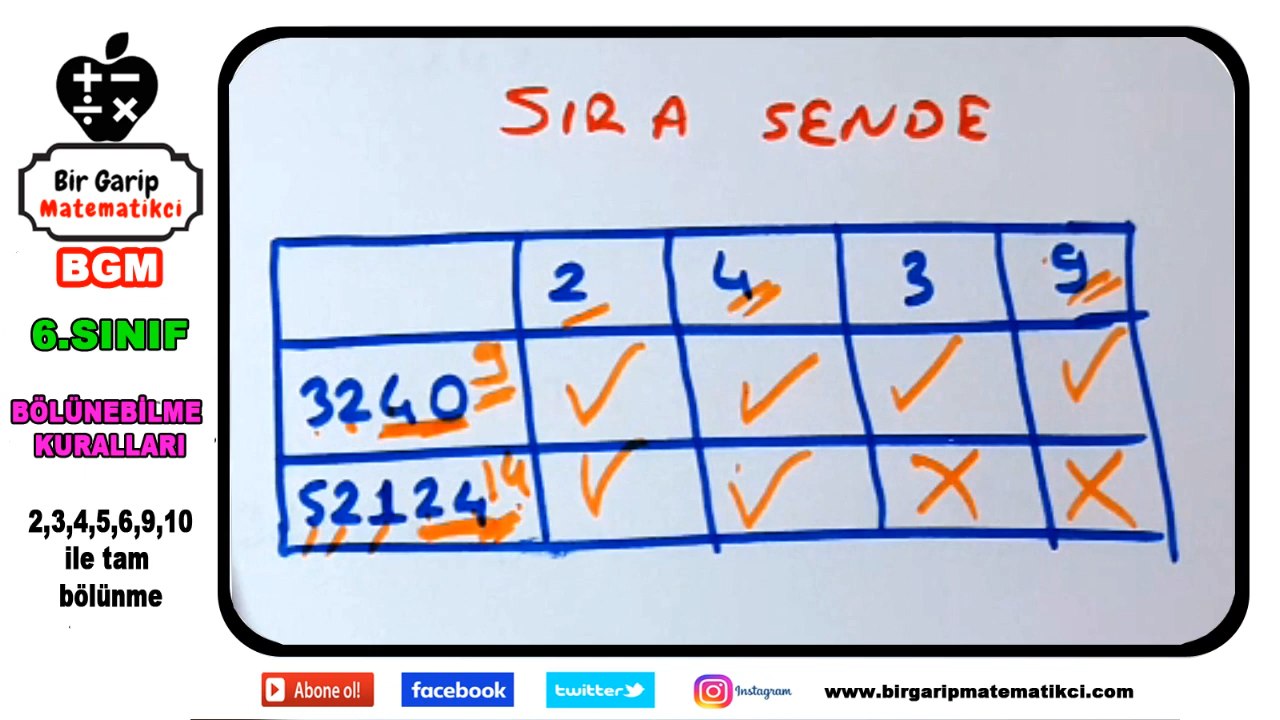 Bir Garip
Matematikci
BGM
6.SINIF
BÖLÜNEBİLME
KURALLARI
2,3,4,5,6,9,10
ile tam
bölünme
SIRA SENDE
2 4 3 9
3240 9 ✓ ✓ ✓ ✓
52124 14 ✓ ✓ X X
Abone ol!
facebook
twitter
Instagram
www.birgaripmatematikci.com